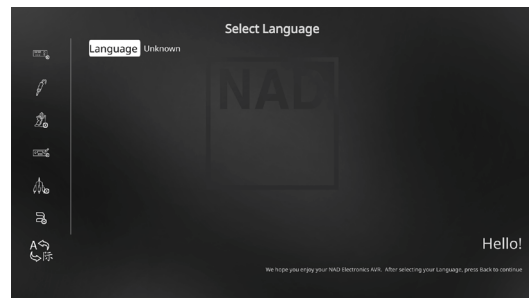 Select Language
Language Unknown
NAD
Hello!
We hope you enjoy your NAD Electronics AVR. After selecting your Language, press Back to continue